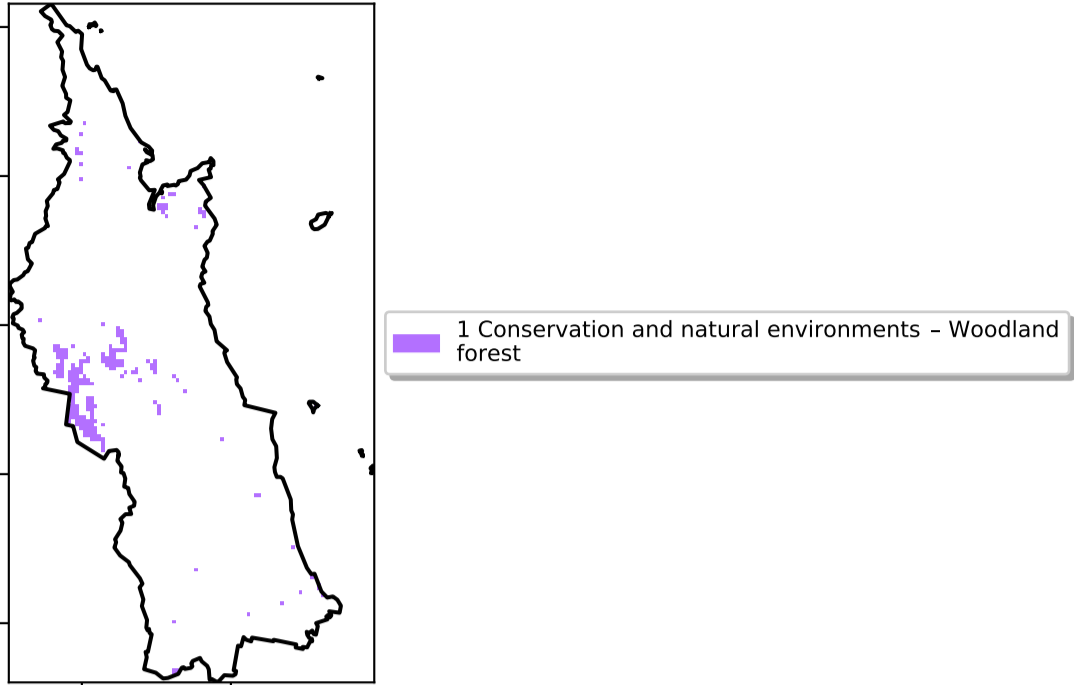 1 Conservation and natural environments – Woodland
forest